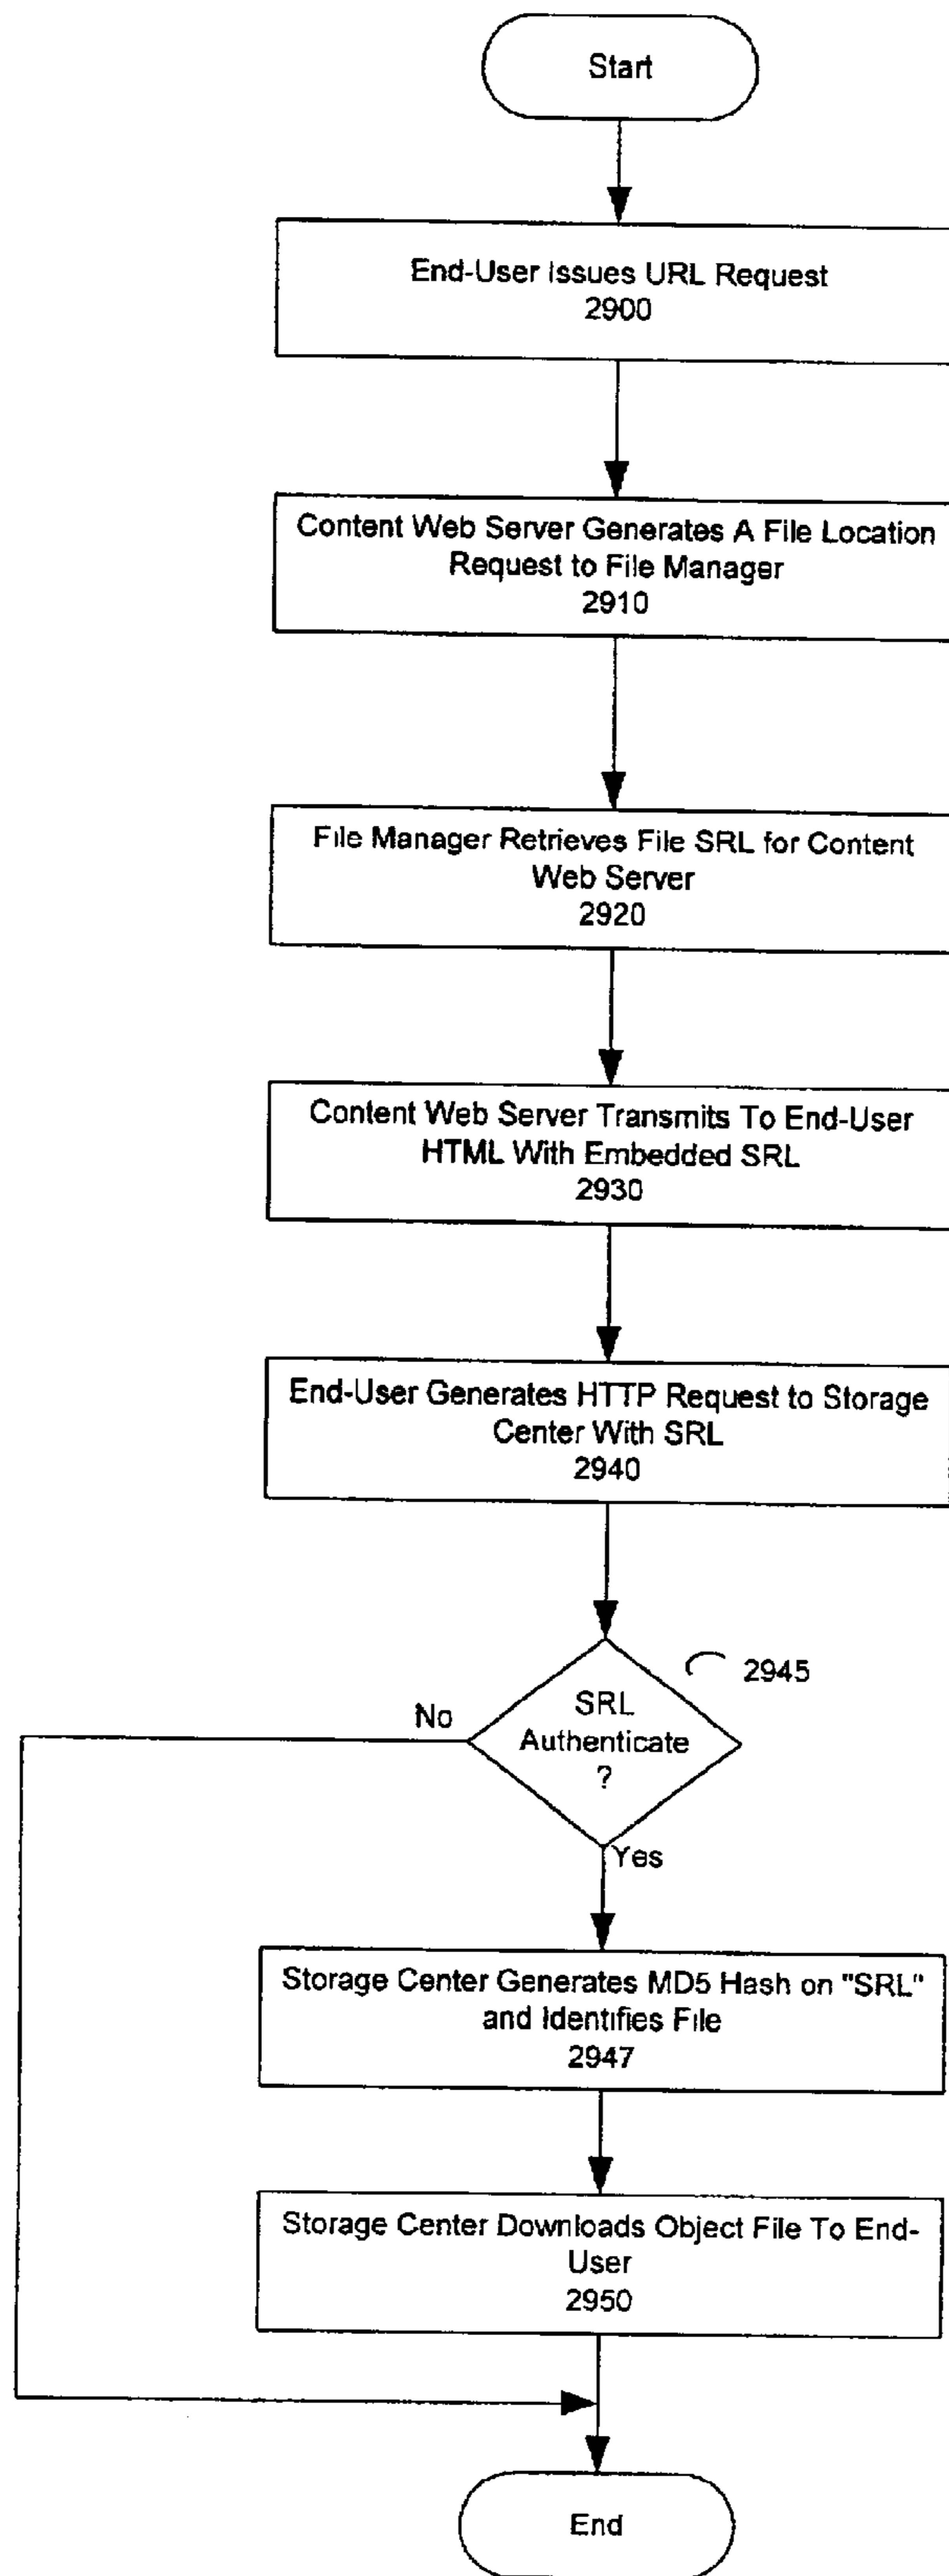 Start
End-User Issues URL Request
2900
Content Web Server Generates A File Location
Request to File Manager
2910
File Manager Retrieves File SRL for Content
Web Server
2920
Content Web Server Transmits To End-User
HTML With Embedded SRL
2930
End-User Generates HTTP Request to Storage
Center With SRL
2940
2945
No
SRL
Authenticate
?
Yes
Storage Center Generates MD5 Hash on "SRL"
and Identifies File
2947
Storage Center Downloads Object File To End-
User
2950
End